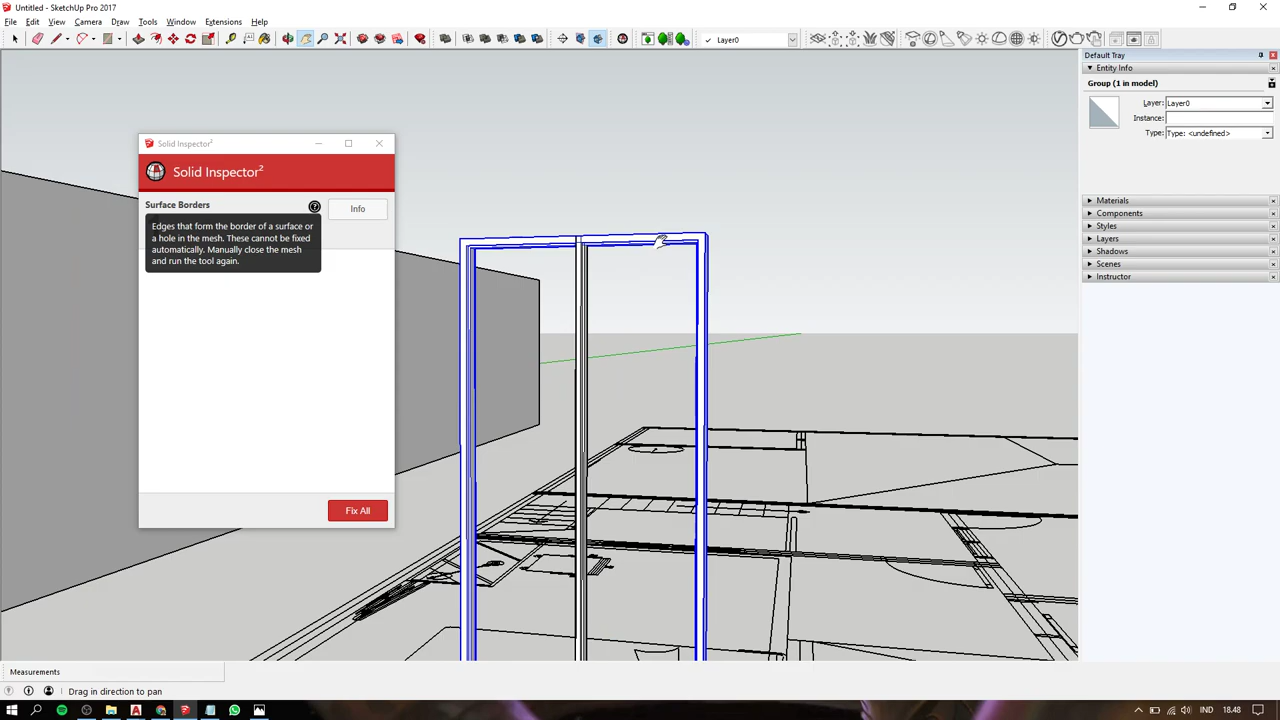 Untitled - SketchUp Pro 2017
File Edit View Camera Draw Tools Window Extensions Help
Layer0
Default Tray
Entity Info
Group (1 in model)
Layer: Layer0
Instance:
Type: Type: <undefined>
Solid Inspector²
Solid Inspector²
Surface Borders
Info
Edges that form the border of a surface or
a hole in the mesh. These cannot be fixed
automatically. Manually close the mesh
and run the tool again.
Fix All
Materials
Components
Styles
Layers
Shadows
Scenes
Instructor
Measurements
Drag in direction to pan
IND
18.48